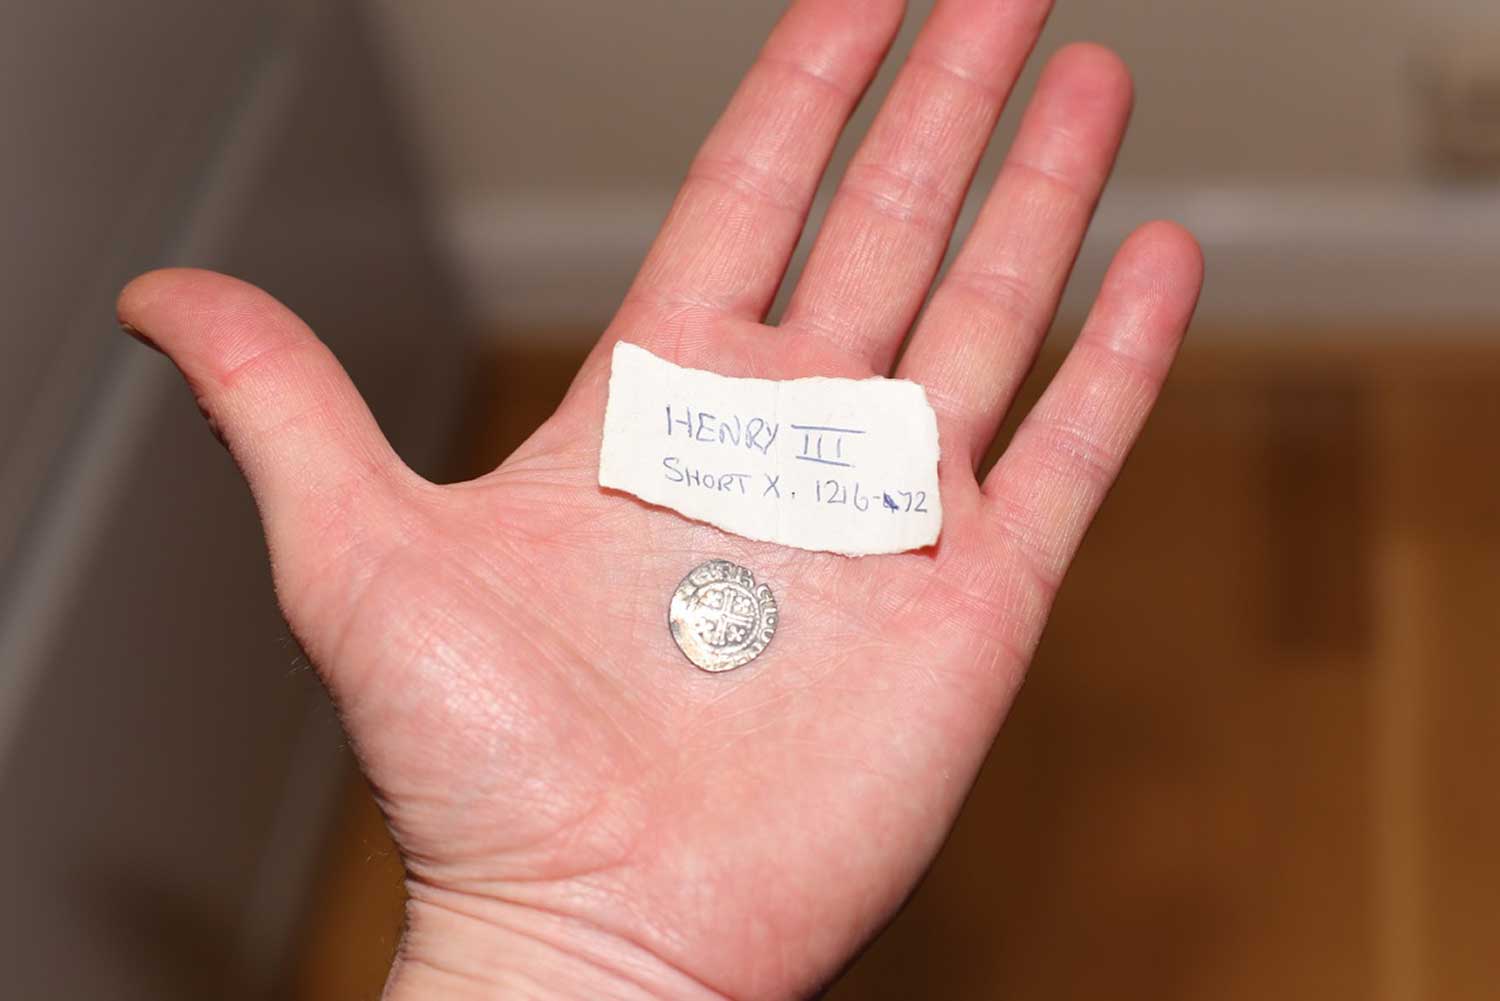 HENRY III
SHORT X. 1216-72